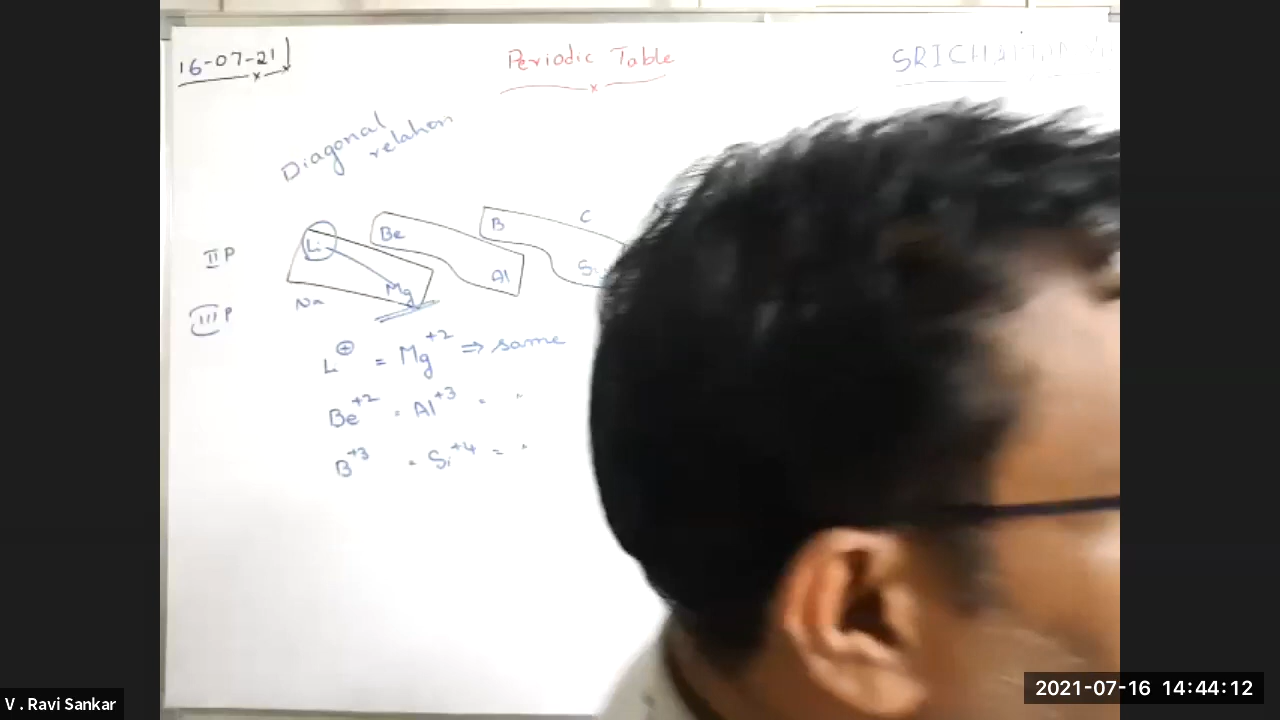 16-07-21
Periodic Table
Diagonal relation
II P Li Be B C
III P Na Mg Al Si
L⊕ = Mg+2 ⇒ same
Be+2 = Al+3 = "
B+3 = Si+4 = "
V . Ravi Sankar
2021-07-16 14:44:12